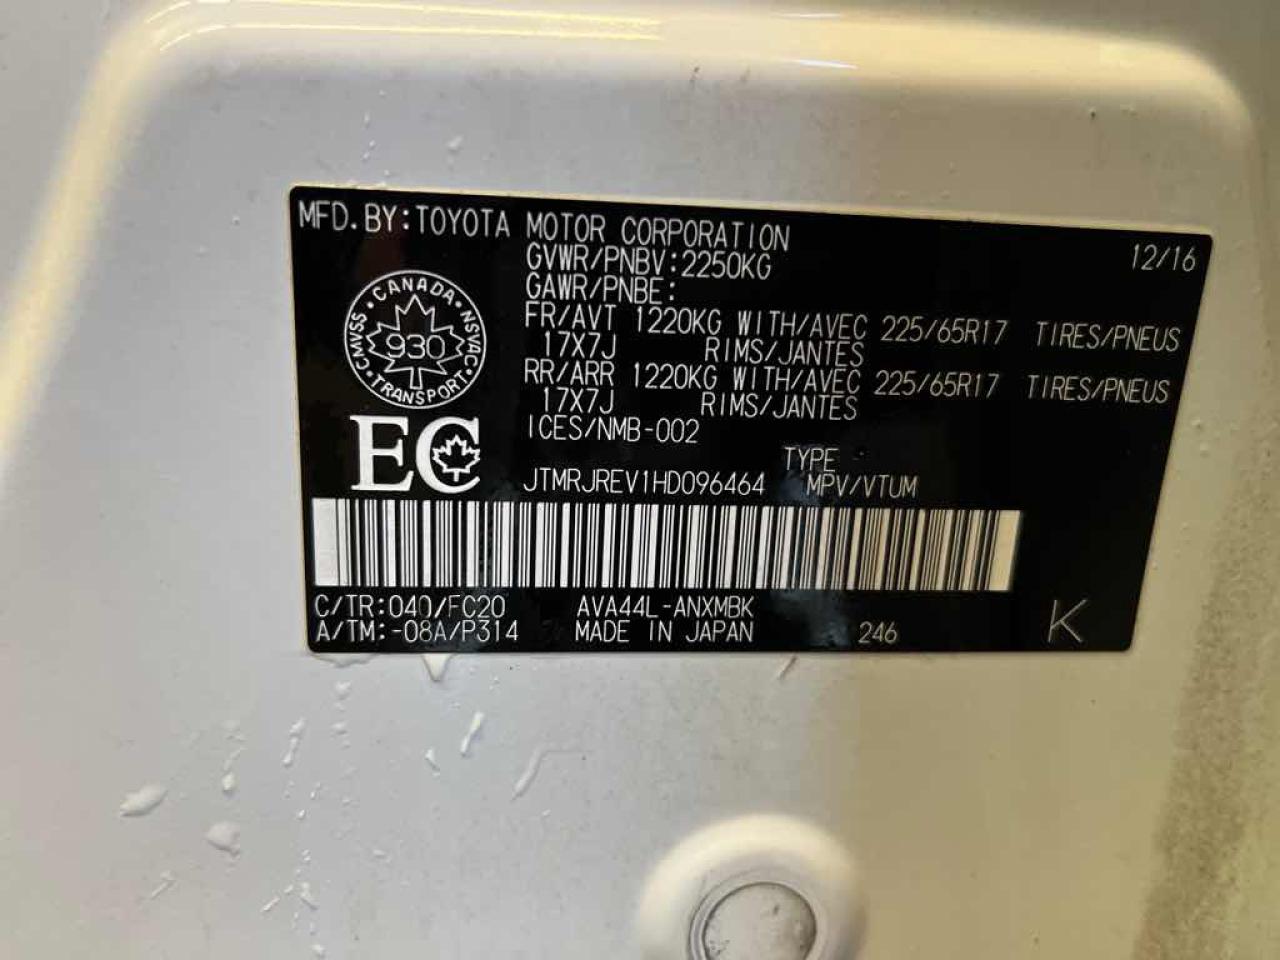 MFD.BY:TOYOTA MOTOR CORPORATION 12/16
GVWR/PNBV:2250KG
GAWR/PNBE:
FR/AVT 1220KG WITH/AVEC 225/65R17 TIRES/PNEUS
17X7J RIMS/JANTES
RR/ARR 1220KG WITH/AVEC 225/65R17 TIRES/PNEUS
17X7J RIMS/JANTES
ICES/NMB-002
CANADA · NSVAC · TRANSPORT · CMVSS ·
930
EC
TYPE
JTMRJREV1HD096464 MPV/VTUM
C/TR:040/FC20 AVA44L-ANXMBK
A/TM:-08A/P314 MADE IN JAPAN 246 K